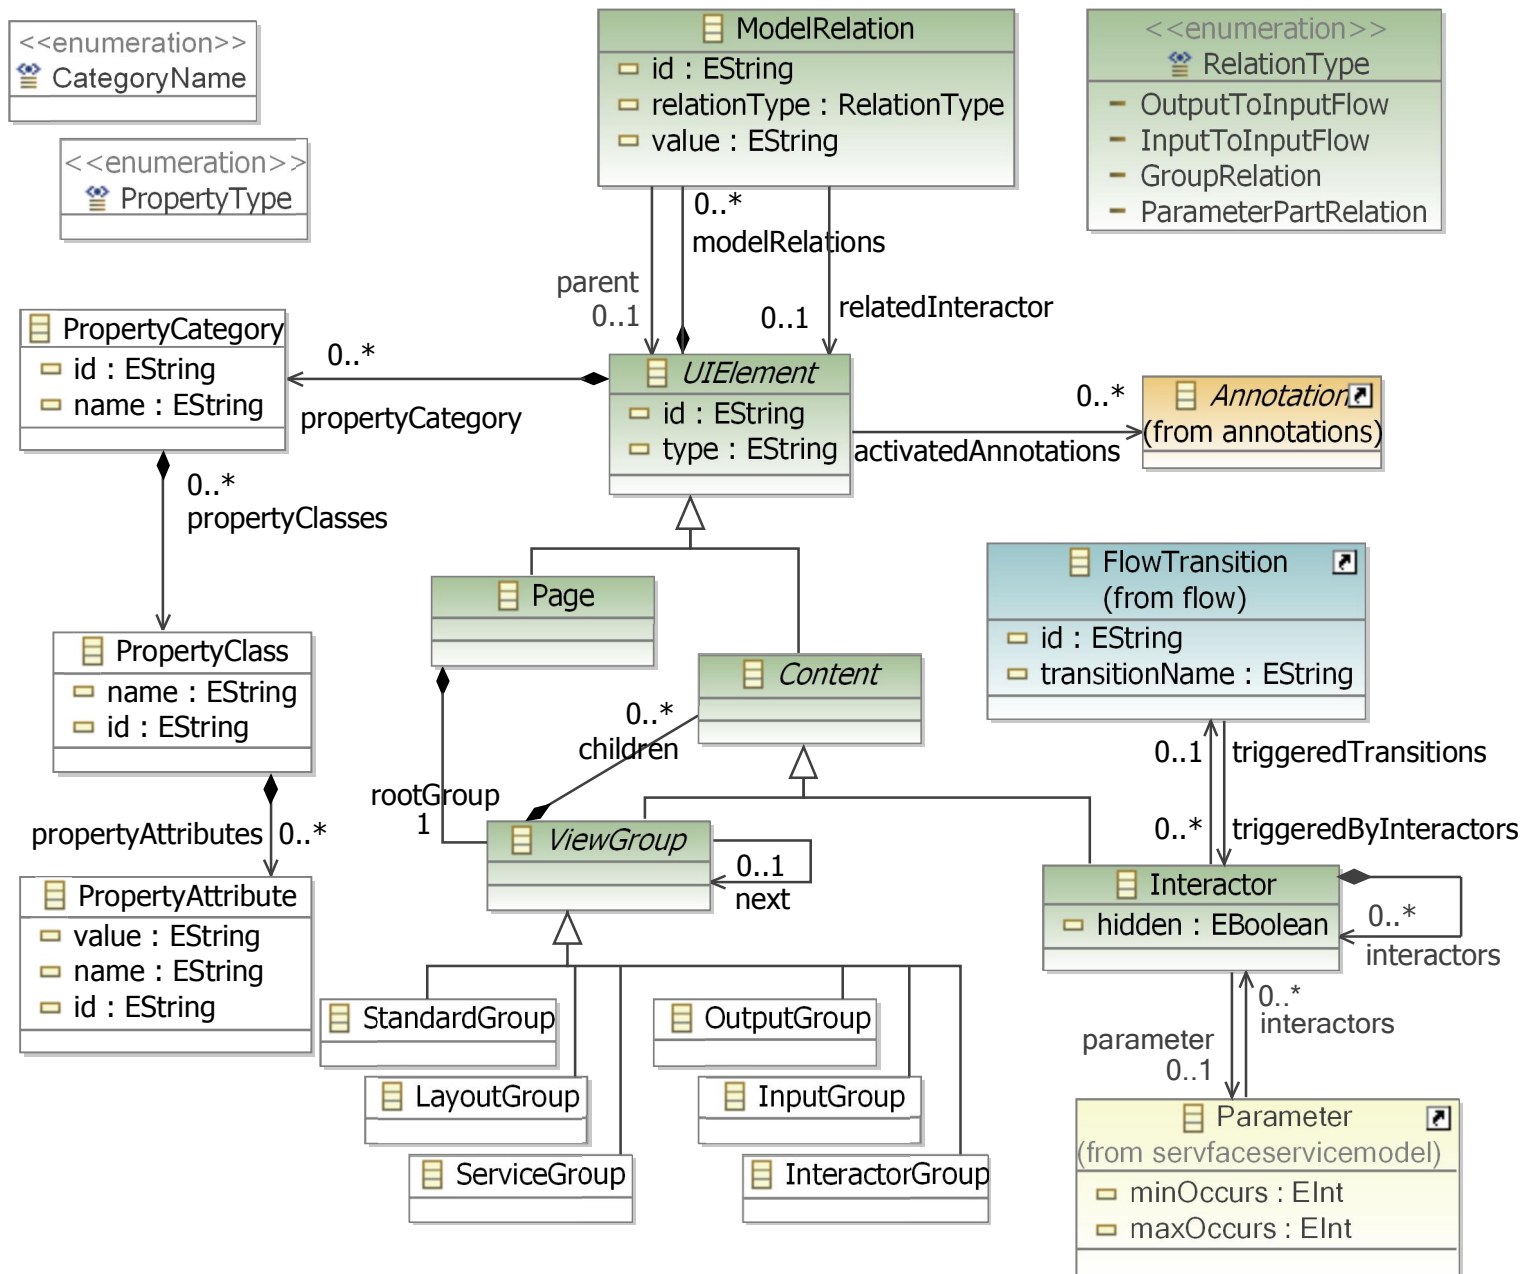 <<enumeration>>
CategoryName
<<enumeration>>
PropertyType
ModelRelation
id : EString
relationType : RelationType
value : EString
<<enumeration>>
RelationType
OutputToInputFlow
InputToInputFlow
GroupRelation
ParameterPartRelation
0..*
modelRelations
parent
0..1
0..1
relatedInteractor
PropertyCategory
id : EString
name : EString
0..*
propertyCategory
UIElement
id : EString
type : EString
0..*
activatedAnnotations
Annotation
(from annotations)
0..*
propertyClasses
Page
Content
FlowTransition
(from flow)
id : EString
transitionName : EString
PropertyClass
name : EString
id : EString
0..*
children
rootGroup
1
0..1
triggeredTransitions
0..*
triggeredByInteractors
propertyAttributes
0..*
ViewGroup
0..1
next
PropertyAttribute
value : EString
name : EString
id : EString
Interactor
hidden : EBoolean
0..*
interactors
StandardGroup
OutputGroup
LayoutGroup
InputGroup
ServiceGroup
InteractorGroup
0..*
interactors
parameter
0..1
Parameter
(from servfaceservicemodel)
minOccurs : EInt
maxOccurs : EInt